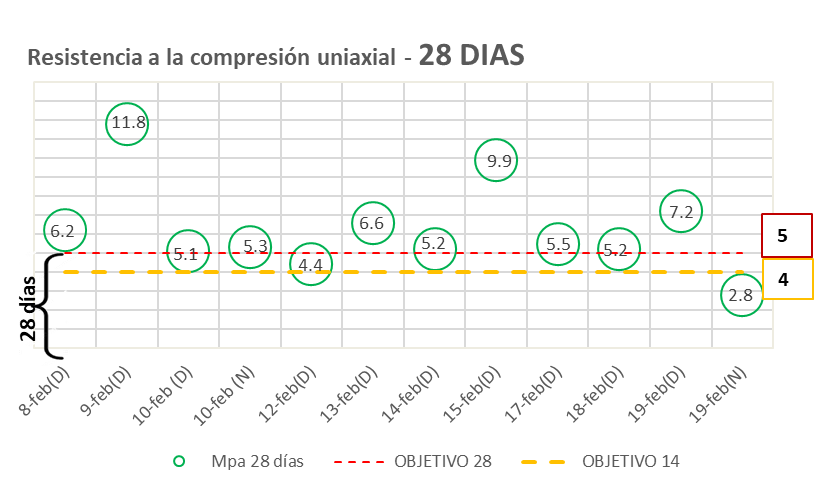 Resistencia a la compresión uniaxial - 28 DIAS
11.8
9.9
7.2
6.6
6.2
5.5
5.3
5.2
5.2
5.1
4.4
2.8
5
4
28 días
8-feb(D)
9-feb(D)
10-feb (D)
10-feb (N)
12-feb(D)
13-feb(D)
14-feb(D)
15-feb(D)
17-feb(D)
18-feb(D)
19-feb(D)
19-feb(N)
Mpa 28 días
OBJETIVO 28
OBJETIVO 14